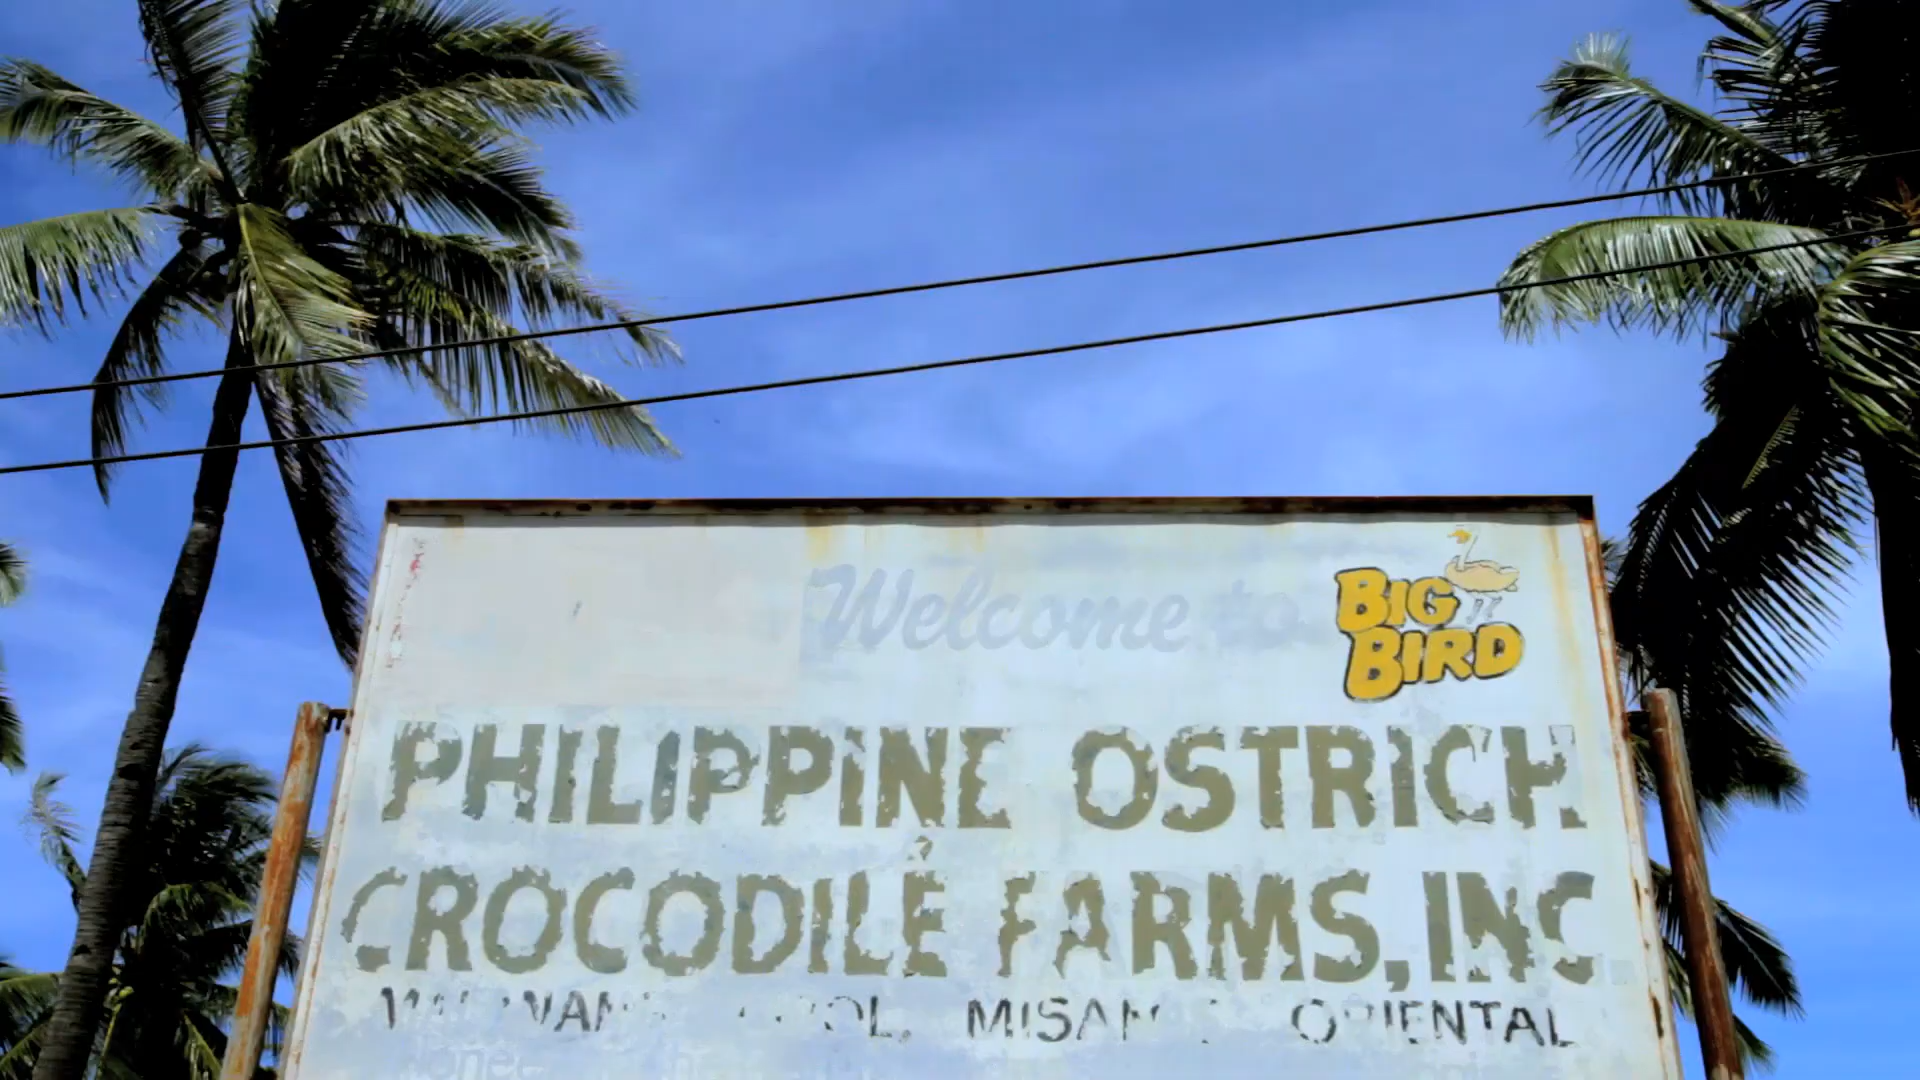 Welcome to
BIG
BIRD
PHILIPPINE OSTRICH
CROCODILE FARMS, INC
MISAMIS ORIENTAL